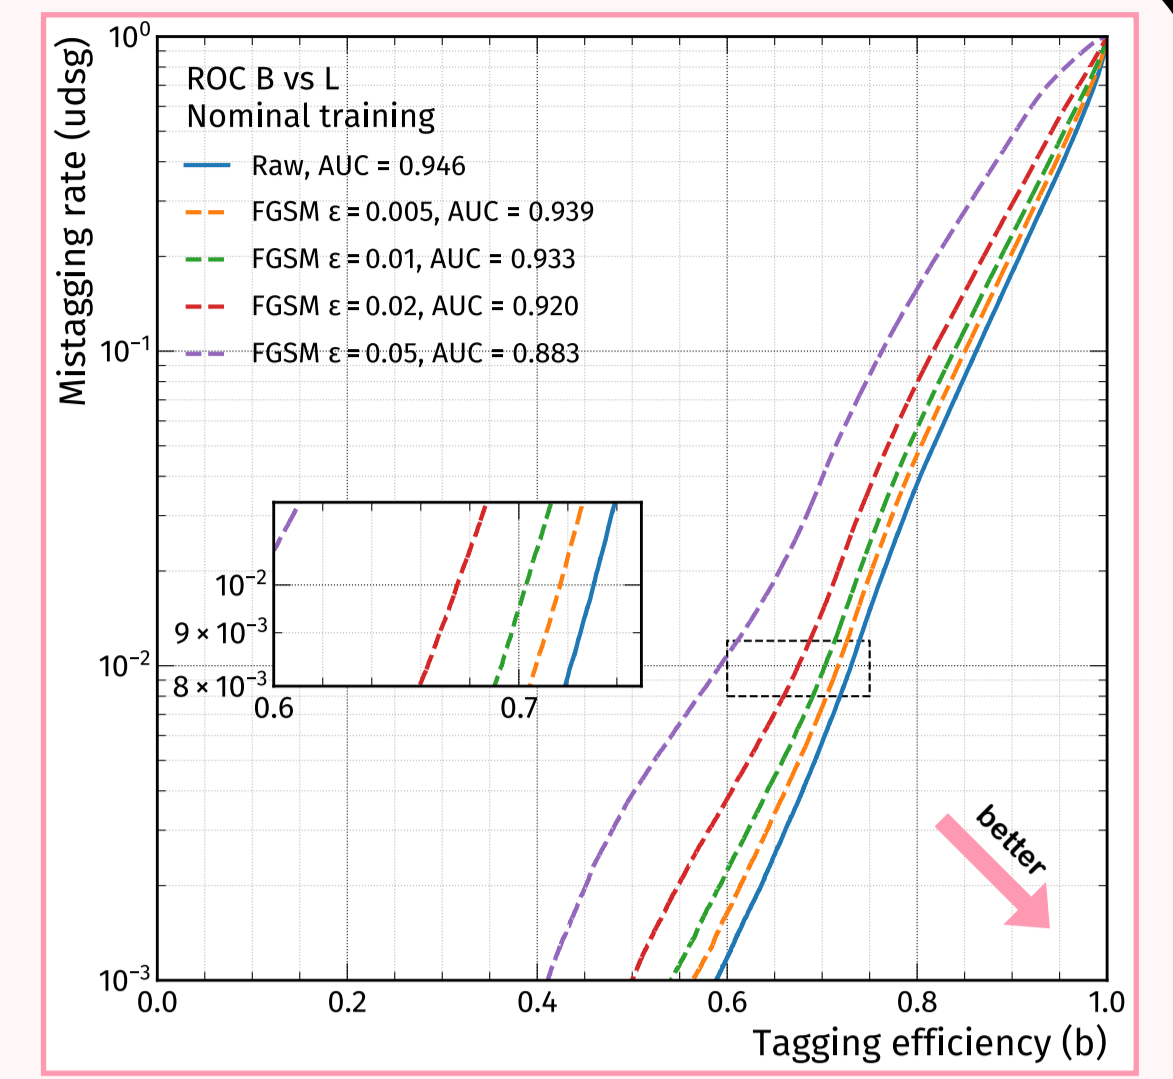 10⁰
Mistagging rate (udsg)
ROC B vs L
Nominal training
Raw, AUC = 0.946
FGSM ε = 0.005, AUC = 0.939
FGSM ε = 0.01, AUC = 0.933
FGSM ε = 0.02, AUC = 0.920
10⁻¹
FGSM ε = 0.05, AUC = 0.883
10⁻²
9 × 10⁻³
8 × 10⁻³
0.6 0.7
10⁻²
better
10⁻³
0.0 0.2 0.4 0.6 0.8 1.0
Tagging efficiency (b)